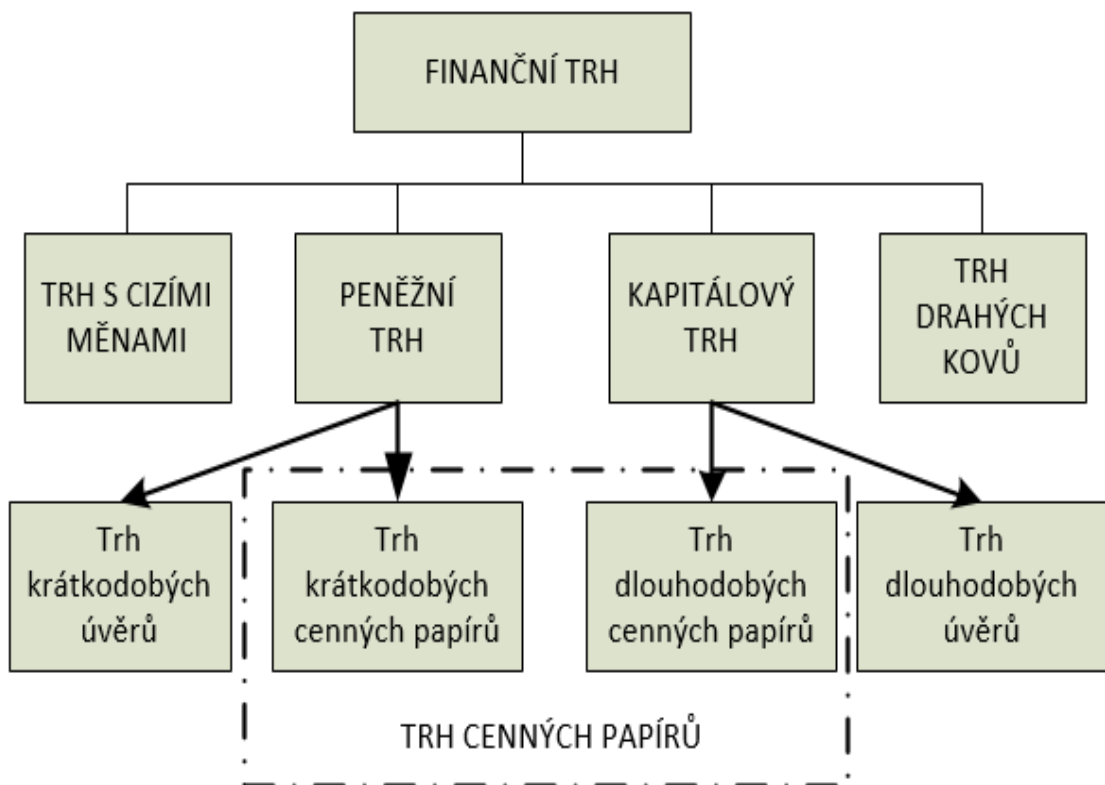 FINANČNÍ TRH
TRH S CIZÍMI
MĚNAMI
PENĚŽNÍ
TRH
KAPITÁLOVÝ
TRH
TRH
DRAHÝCH
KOVŮ
Trh
krátkodobých
úvěrů
Trh
krátkodobých
cenných papírů
Trh
dlouhodobých
cenných papírů
Trh
dlouhodobých
úvěrů
TRH CENNÝCH PAPÍRŮ